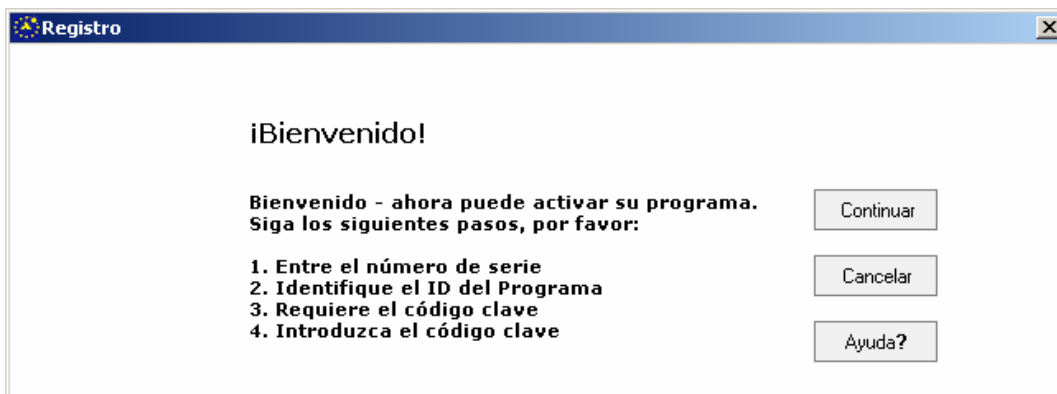 Registro
¡Bienvenido!
Bienvenido - ahora puede activar su programa.
Siga los siguientes pasos, por favor:
1. Entre el número de serie
2. Identifique el ID del Programa
3. Requiere el código clave
4. Introduzca el código clave
Continuar
Cancelar
Ayuda?